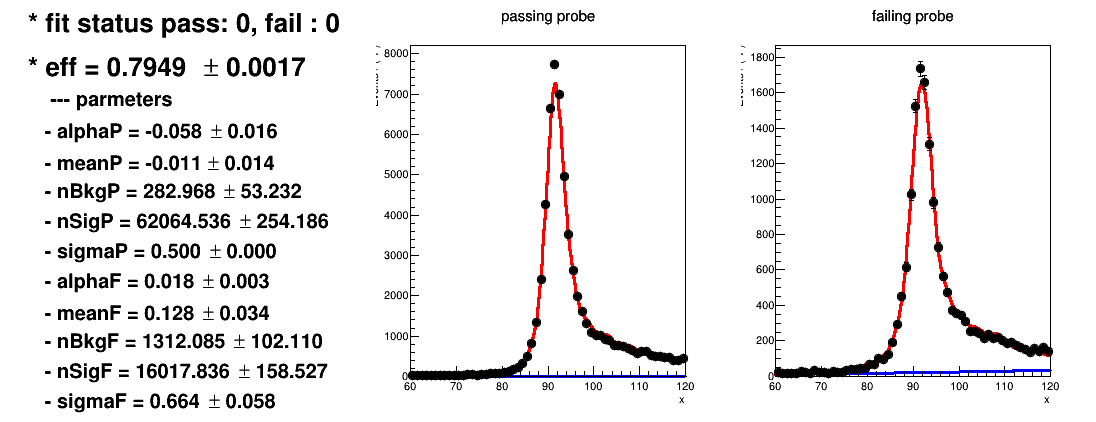 * fit status pass: 0, fail : 0
* eff = 0.7949 ± 0.0017
--- parmeters
- alphaP = -0.058 ± 0.016
- meanP = -0.011 ± 0.014
- nBkgP = 282.968 ± 53.232
- nSigP = 62064.536 ± 254.186
- sigmaP = 0.500 ± 0.000
- alphaF = 0.018 ± 0.003
- meanF = 0.128 ± 0.034
- nBkgF = 1312.085 ± 102.110
- nSigF = 16017.836 ± 158.527
- sigmaF = 0.664 ± 0.058
passing probe
8000
7000
6000
5000
4000
3000
2000
1000
0
60 70 80 90 100 110 120
x
failing probe
1800
1600
1400
1200
1000
800
600
400
200
0
60 70 80 90 100 110 120
x